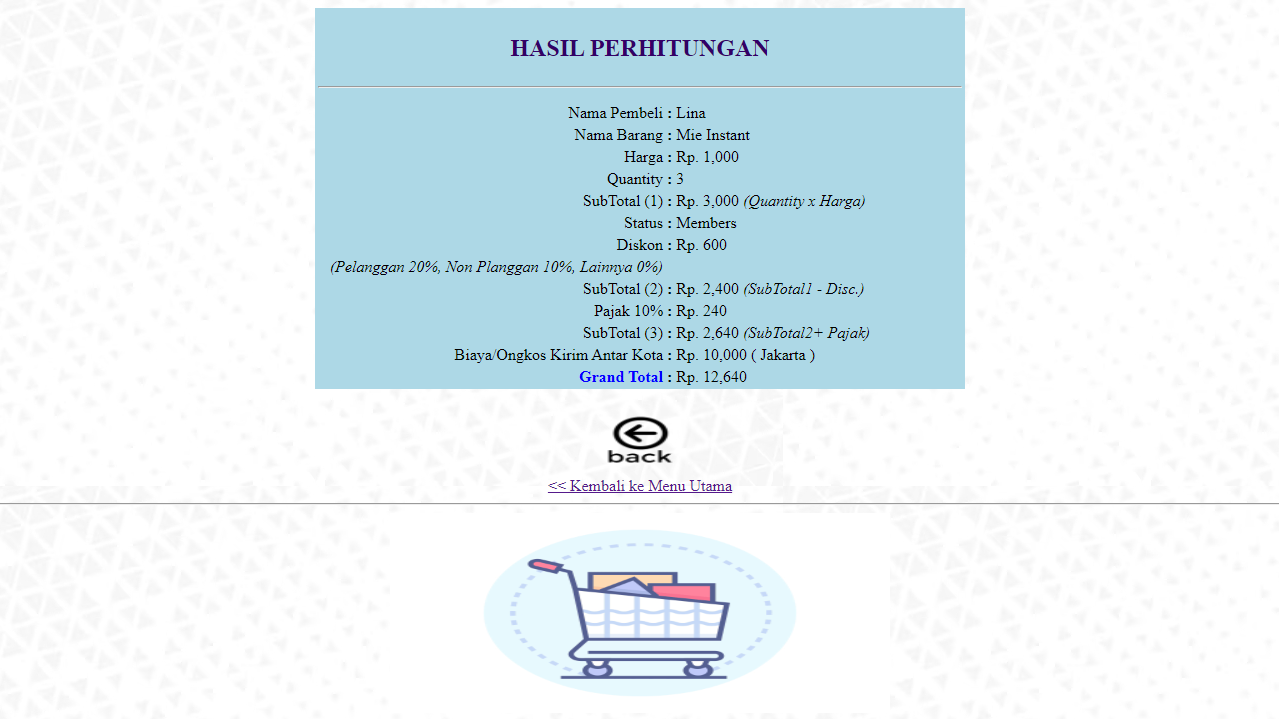 HASIL PERHITUNGAN
Nama Pembeli : Lina
Nama Barang : Mie Instant
Harga : Rp. 1,000
Quantity : 3
SubTotal (1) : Rp. 3,000 (Quantity x Harga)
Status : Members
Diskon : Rp. 600
(Pelanggan 20%, Non Planggan 10%, Lainnya 0%)
SubTotal (2) : Rp. 2,400 (SubTotal1 - Disc.)
Pajak 10% : Rp. 240
SubTotal (3) : Rp. 2,640 (SubTotal2+ Pajak)
Biaya/Ongkos Kirim Antar Kota : Rp. 10,000 ( Jakarta )
Grand Total : Rp. 12,640
back
<< Kembali ke Menu Utama